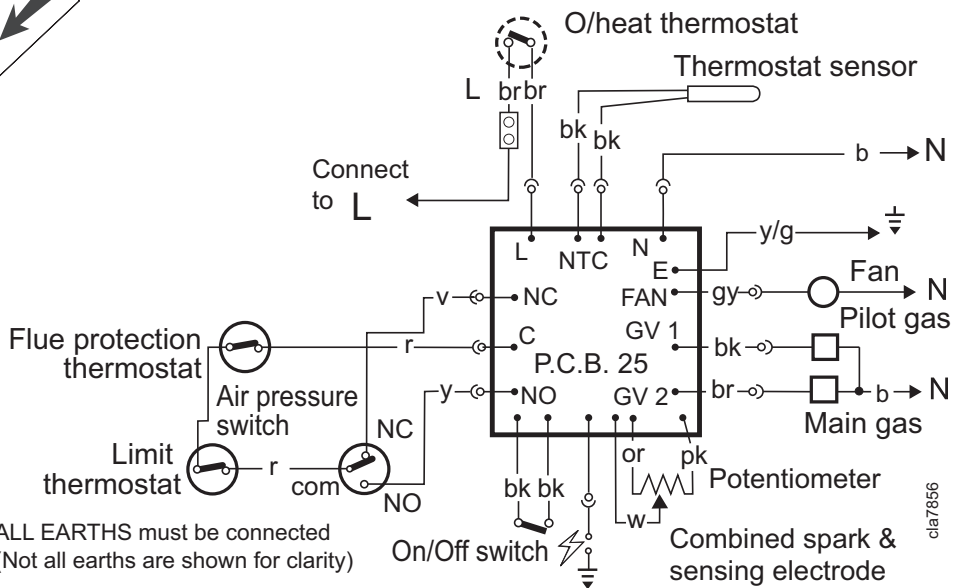 O/heat thermostat
Thermostat sensor
L br br
bk bk
b N
Connect
to L
y/g
L NTC N
E
Fan
v NC FAN gy N
Pilot gas
Flue protection
thermostat
r C GV 1 bk
P.C.B. 25
Air pressure
switch
y NO GV 2 br b N
Main gas
NC
Limit
thermostat
r com
NO
or pk
Potentiometer
bk bk
w
On/Off switch
Combined spark &
sensing electrode
ALL EARTHS must be connected
(Not all earths are shown for clarity)
cla7856